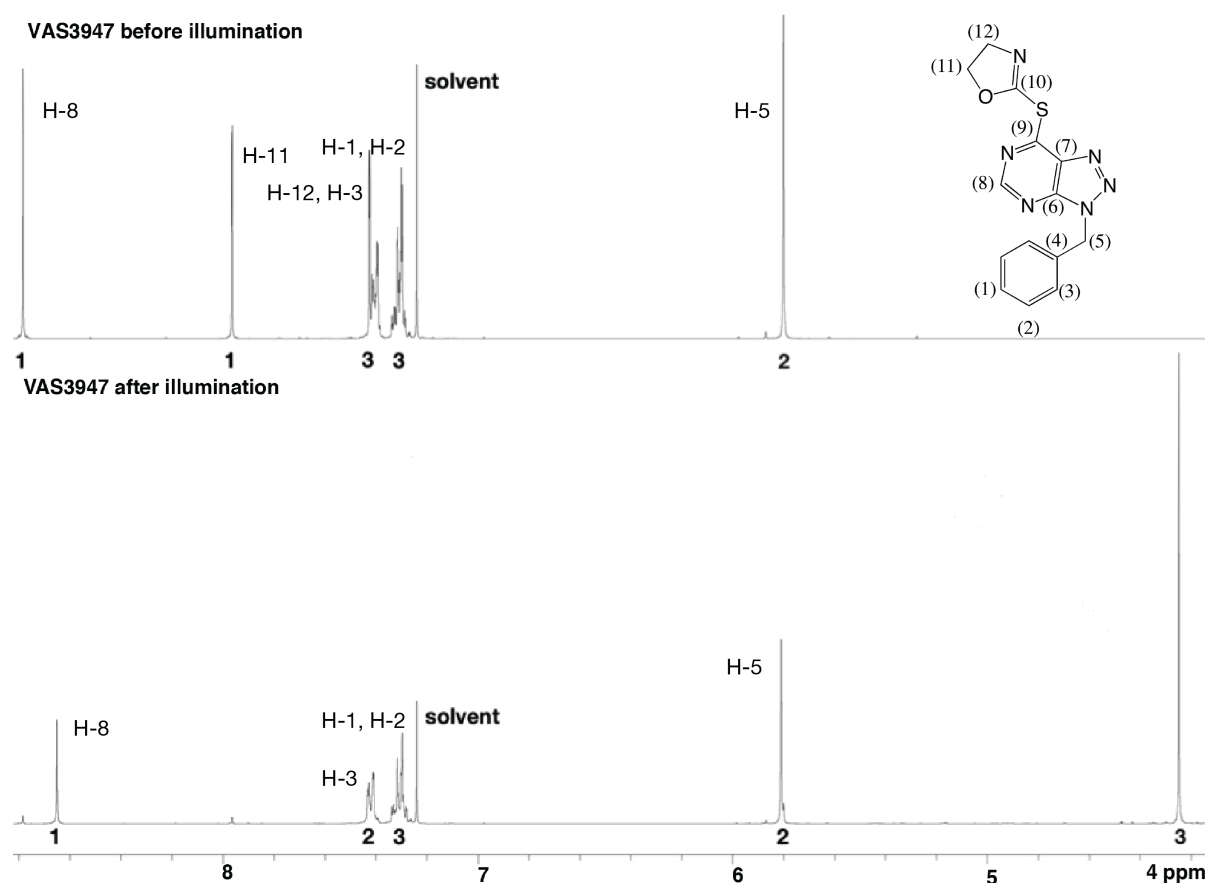 VAS3947 before illumination
H-8
H-11
H-12, H-3
H-1, H-2
solvent
H-5
(12)
(11)
N
O
(10)
S
(9)
N
(7)
N
(8)
N
N
(6)
N
(4)
(5)
(1)
(3)
(2)
1
1
3
3
2
VAS3947 after illumination
H-8
H-3
H-1, H-2
solvent
H-5
1
2
3
2
3
8
7
6
5
4 ppm